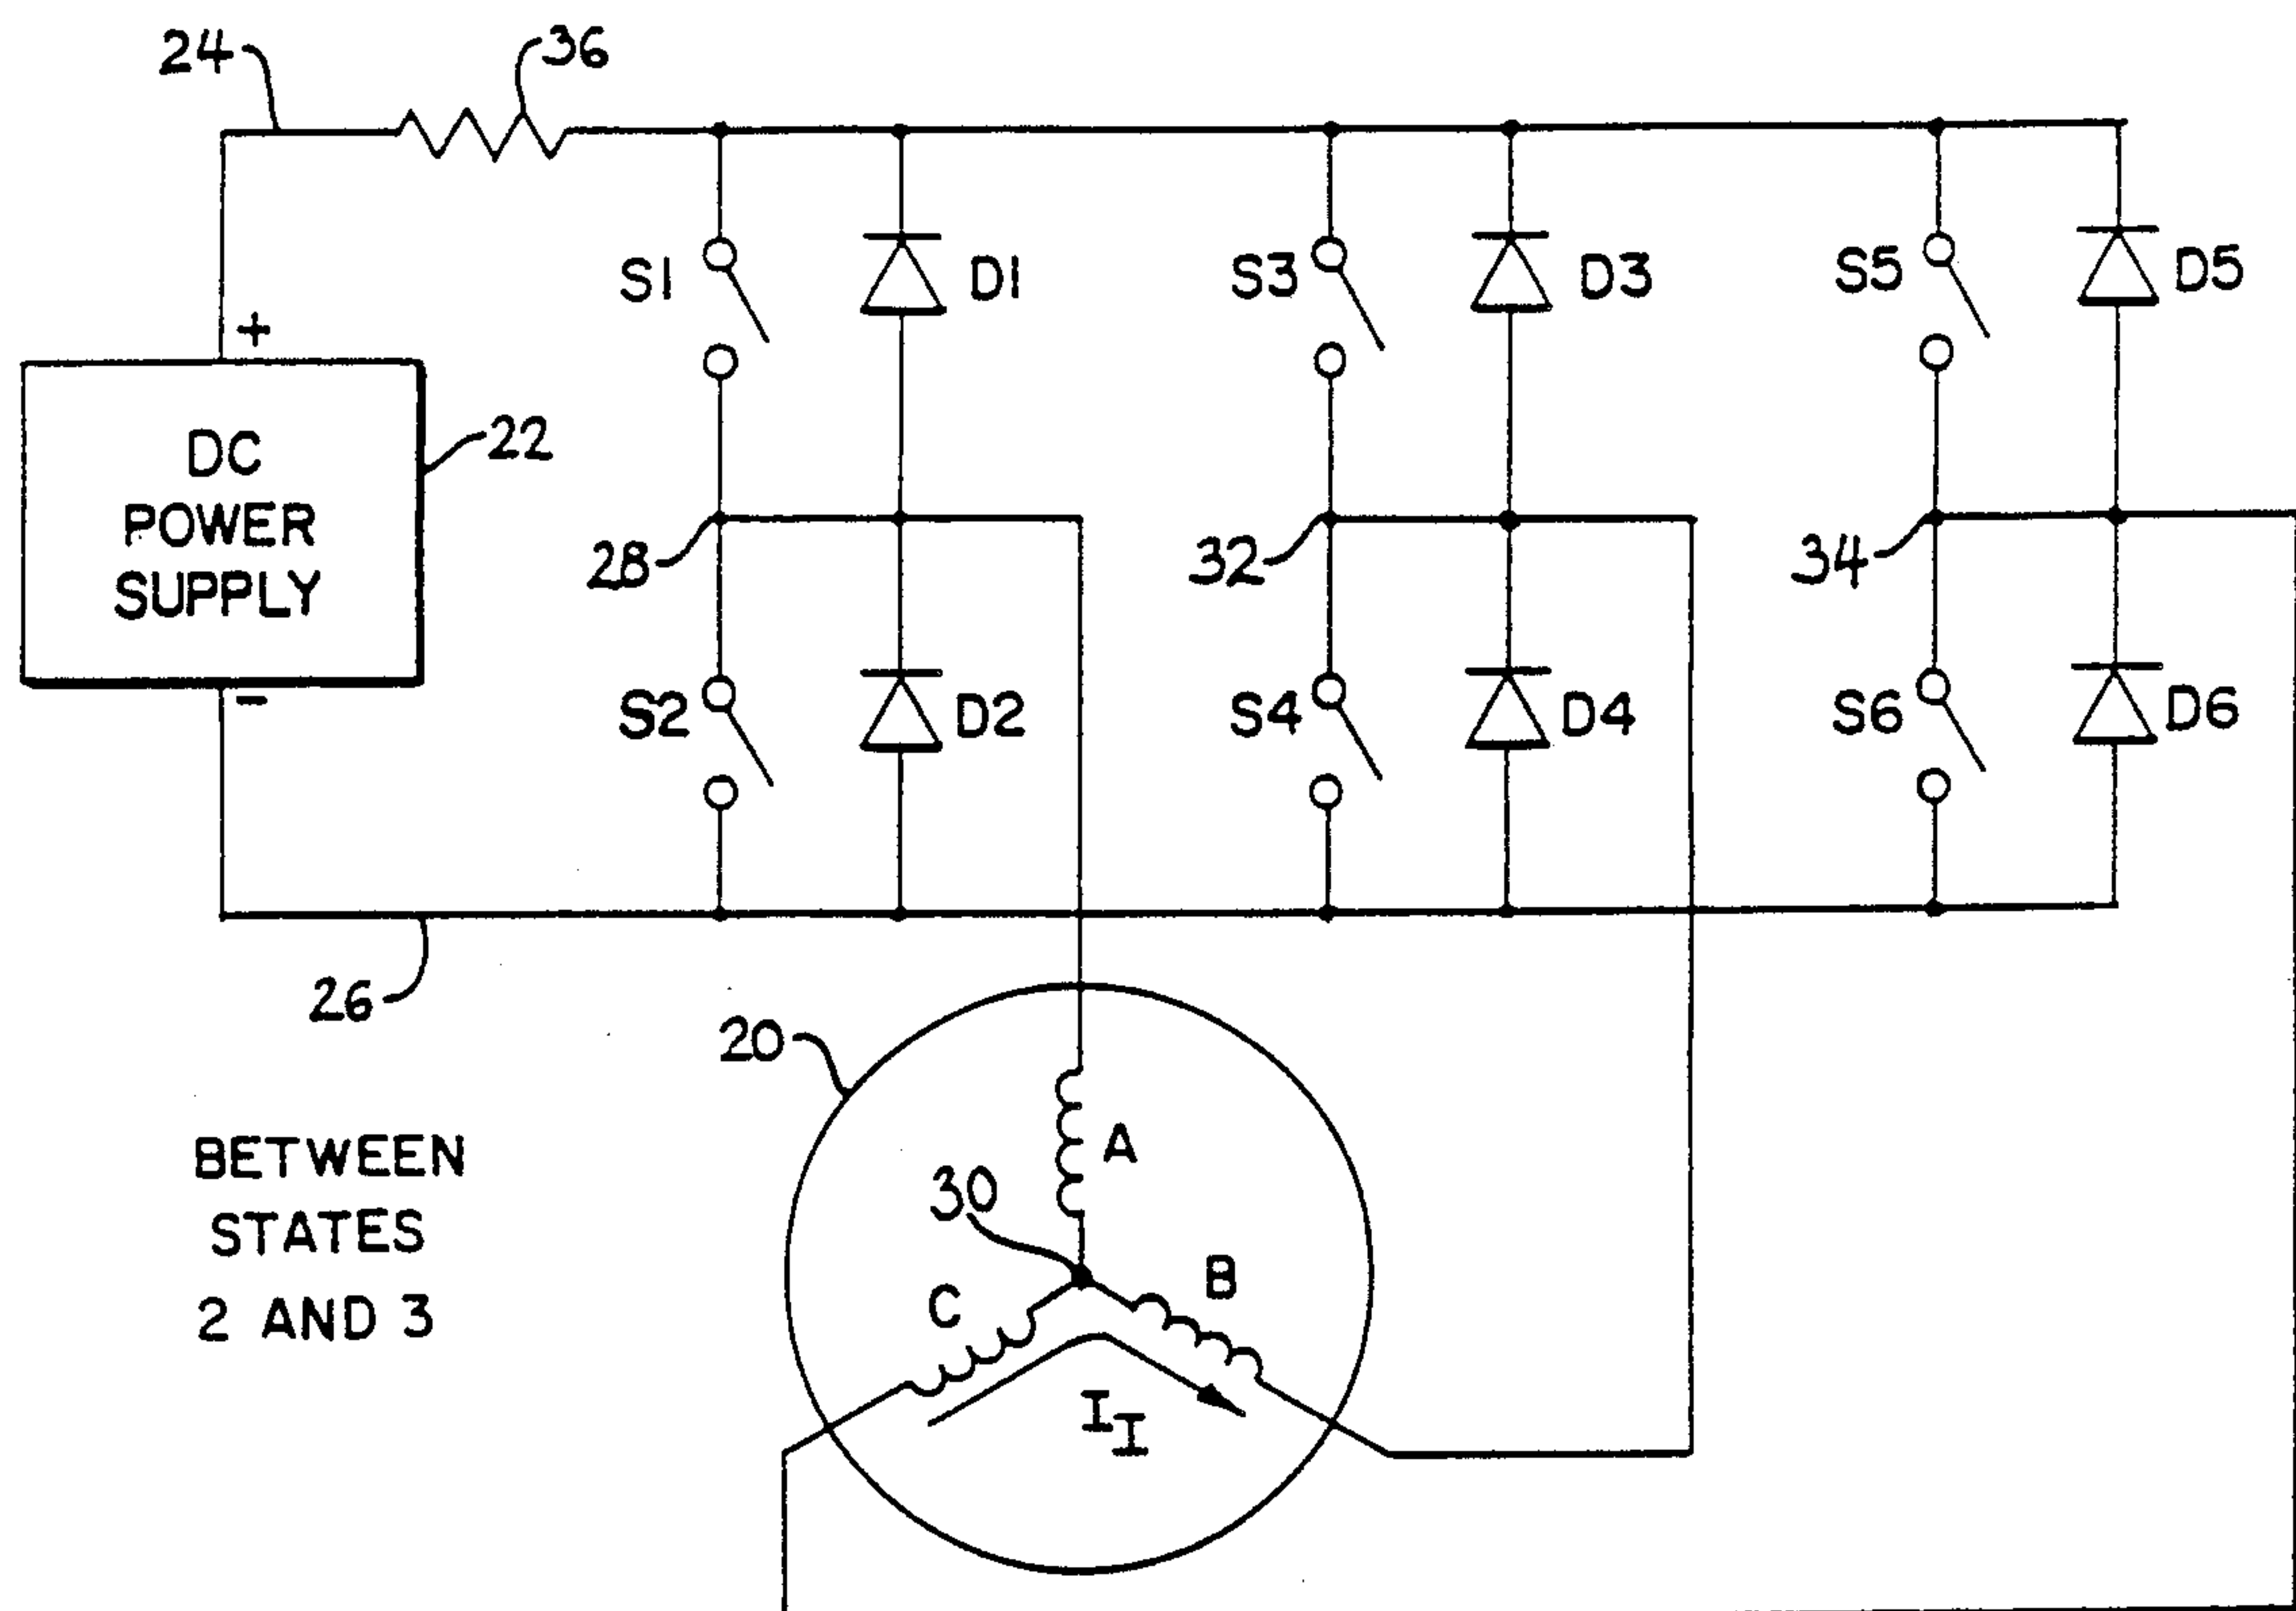 24
36
+
DC
POWER
SUPPLY
-
22
S1
D1
S3
D3
S5
D5
28
32
34
S2
D2
S4
D4
S6
D6
26
20
BETWEEN
STATES
2 AND 3
30
A
B
C
I I